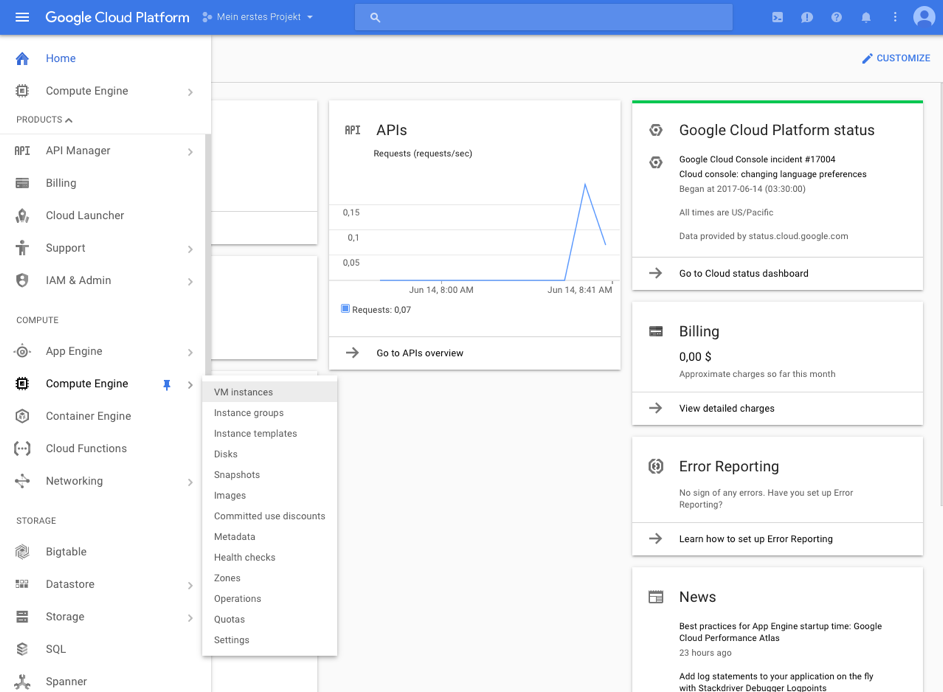 Google Cloud Platform
Mein erstes Projekt
Home
CUSTOMIZE
Compute Engine
PRODUCTS
API API Manager
Billing
Cloud Launcher
Support
IAM & Admin
COMPUTE
App Engine
Compute Engine
Container Engine
Cloud Functions
Networking
STORAGE
Bigtable
Datastore
Storage
SQL
Spanner
VM instances
Instance groups
Instance templates
Disks
Snapshots
Images
Committed use discounts
Metadata
Health checks
Zones
Operations
Quotas
Settings
API APIs
Requests (requests/sec)
0,15
0,1
0,05
Jun 14, 8:00 AM
Jun 14, 8:41 AM
Requests: 0,07
Go to APIs overview
Google Cloud Platform status
Google Cloud Console incident #17004
Cloud console: changing language preferences
Began at 2017-06-14 (03:30:00)
All times are US/Pacific
Data provided by status.cloud.google.com
Go to Cloud status dashboard
Billing
0,00 $
Approximate charges so far this month
View detailed charges
Error Reporting
No sign of any errors. Have you set up Error
Reporting?
Learn how to set up Error Reporting
News
Best practices for App Engine startup time: Google
Cloud Performance Atlas
23 hours ago
Add log statements to your application on the fly
with Stackdriver Debugger Logpoints